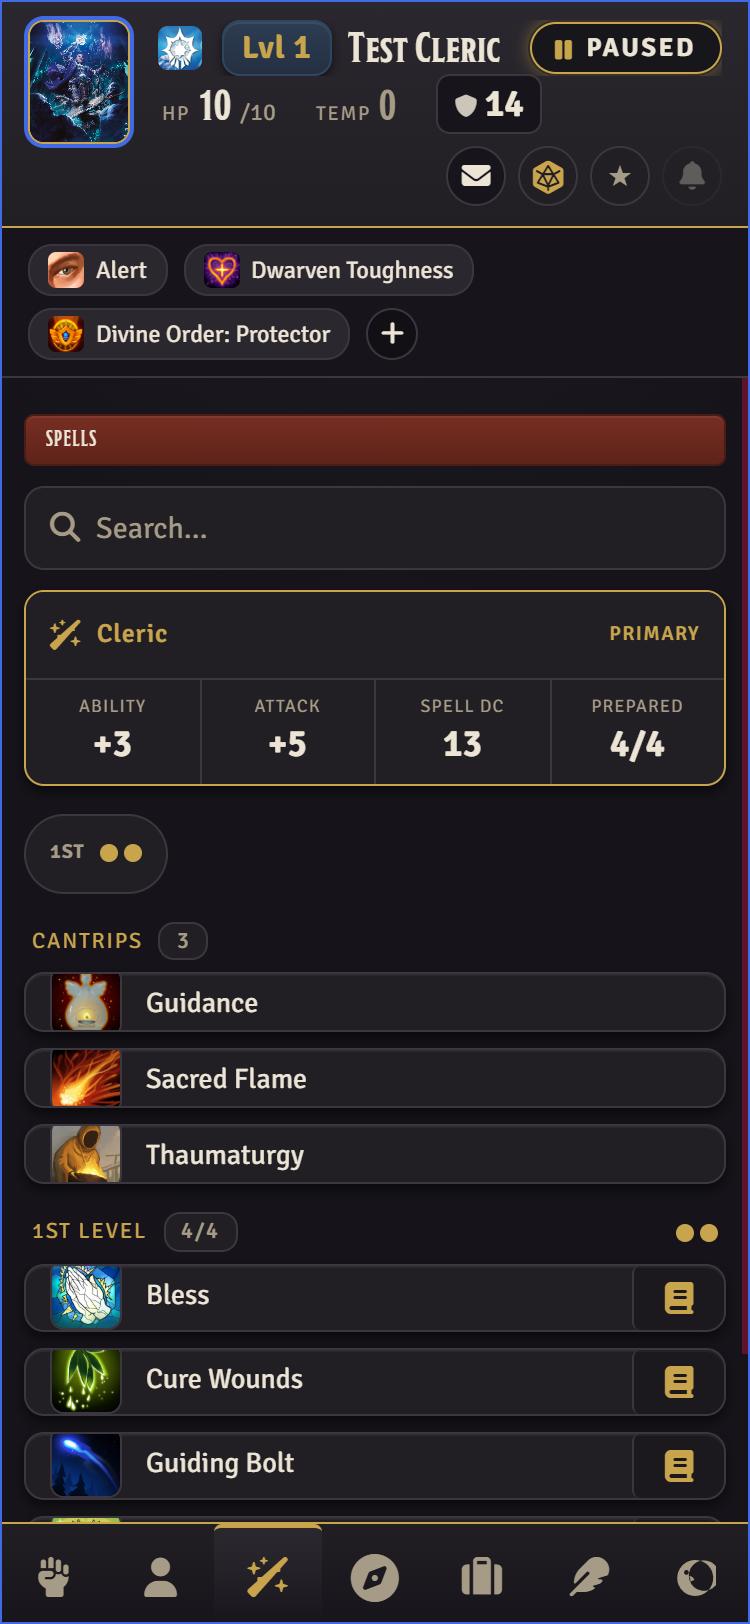 Lvl 1 Test Cleric PAUSED
HP 10 /10 TEMP 0 14
Alert Dwarven Toughness
Divine Order: Protector
SPELLS
Search...
Cleric PRIMARY
ABILITY ATTACK SPELL DC PREPARED
+3 +5 13 4/4
1ST
CANTRIPS 3
Guidance
Sacred Flame
Thaumaturgy
1ST LEVEL 4/4
Bless
Cure Wounds
Guiding Bolt